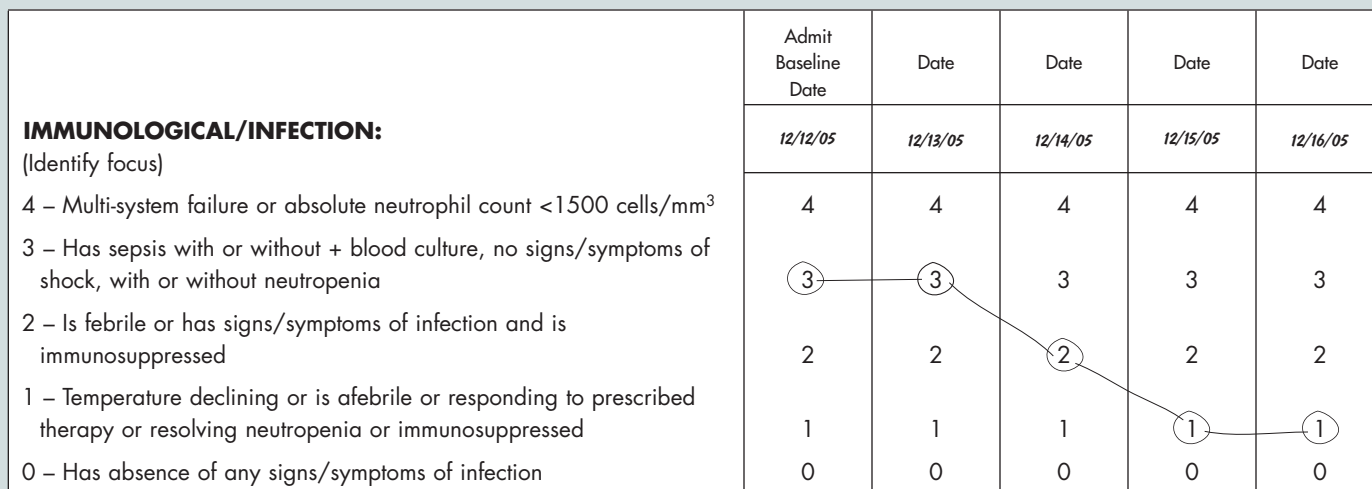 Admit
Baseline
Date
Date
Date
Date
Date
IMMUNOLOGICAL/INFECTION:
12/12/05 12/13/05 12/14/05 12/15/05 12/16/05
(Identify focus)
4 – Multi-system failure or absolute neutrophil count <1500 cells/mm³ 4 4 4 4 4
3 – Has sepsis with or without + blood culture, no signs/symptoms of
shock, with or without neutropenia 3 3 3 3 3
2 – Is febrile or has signs/symptoms of infection and is
immunosuppressed 2 2 2 2 2
1 – Temperature declining or is afebrile or responding to prescribed
therapy or resolving neutropenia or immunosuppressed 1 1 1 1 1
0 – Has absence of any signs/symptoms of infection 0 0 0 0 0